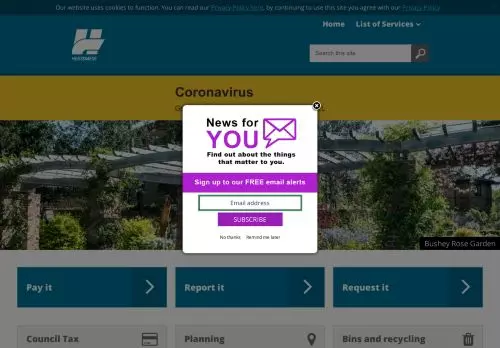 Our website uses cookies to function. You can read our Privacy Policy here, by continuing to use this site you agree with our Privacy Policy
Home
List of Services
HERTSMERE
Search this site
Coronavirus
News for
YOU
Find out about the things
that matter to you.
Sign up to our FREE email alerts
Email address
SUBSCRIBE
No thanks
Remind me later
Bushey Rose Garden
Pay it
Report it
Request it
Council Tax
Planning
Bins and recycling